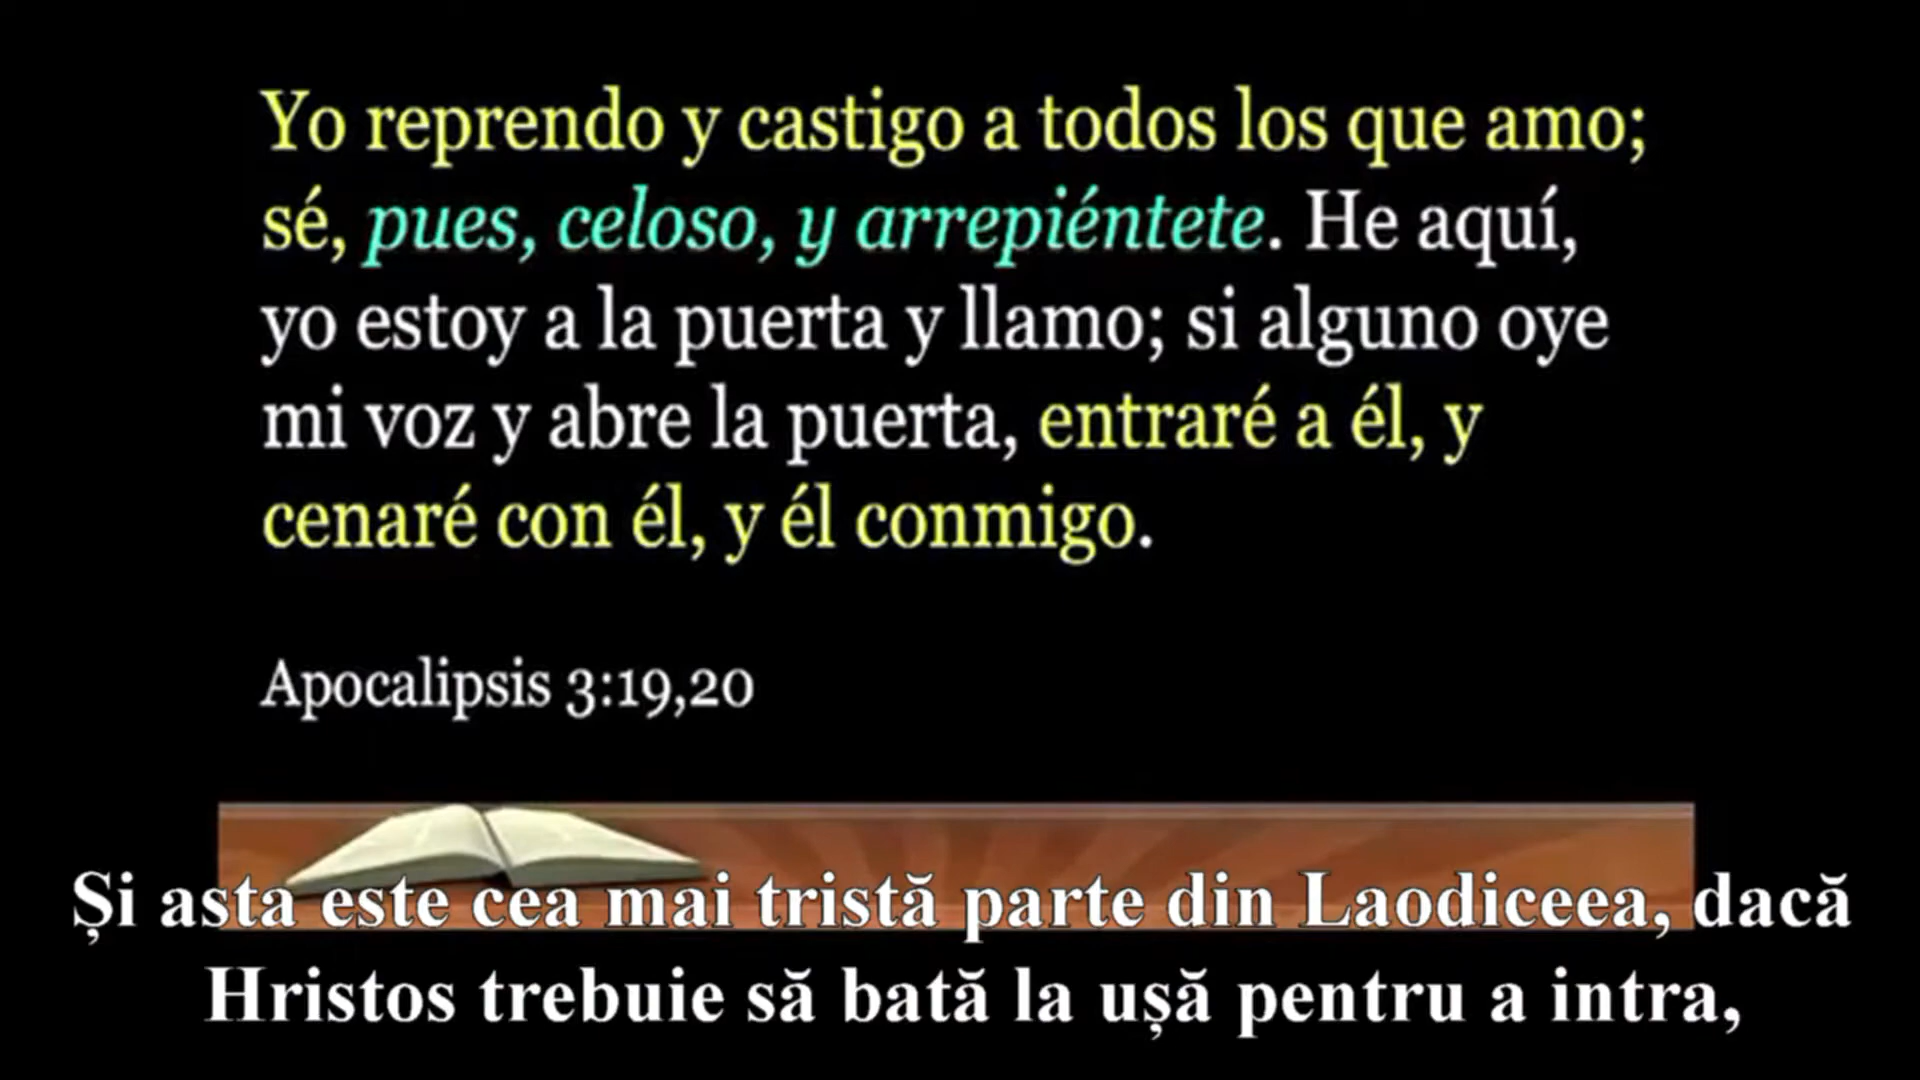 Yo reprendo y castigo a todos los que amo;
sé, pues, celoso, y arrepiéntete. He aquí,
yo estoy a la puerta y llamo; si alguno oye
mi voz y abre la puerta, entraré a él, y
cenaré con él, y él conmigo.
Apocalipsis 3:19,20
Și asta este cea mai tristă parte din Laodiceea, dacă
Hristos trebuie să bată la ușă pentru a intra,